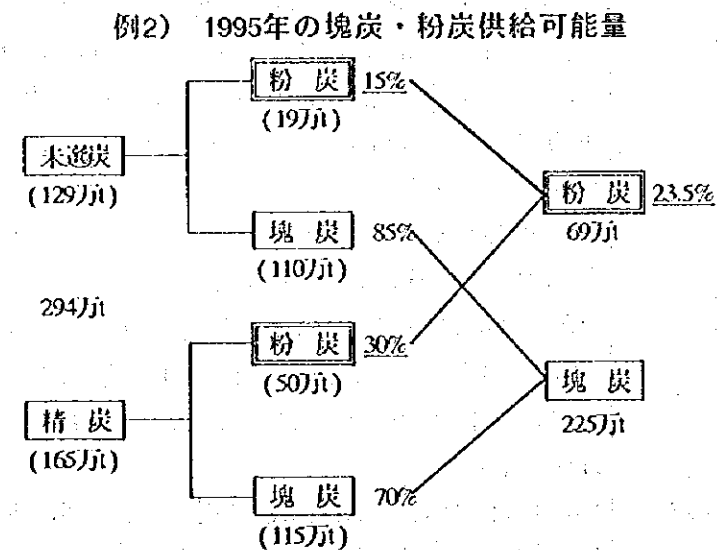 例2) 1995年の塊炭・粉炭供給可能量
粉炭 15%
(19万t)
未選炭
(129万t)
粉炭 23.5%
69万t
塊炭 85%
(110万t)
294万t
粉炭 30%
(50万t)
塊炭
225万t
精炭
(165万t)
塊炭 70%
(115万t)